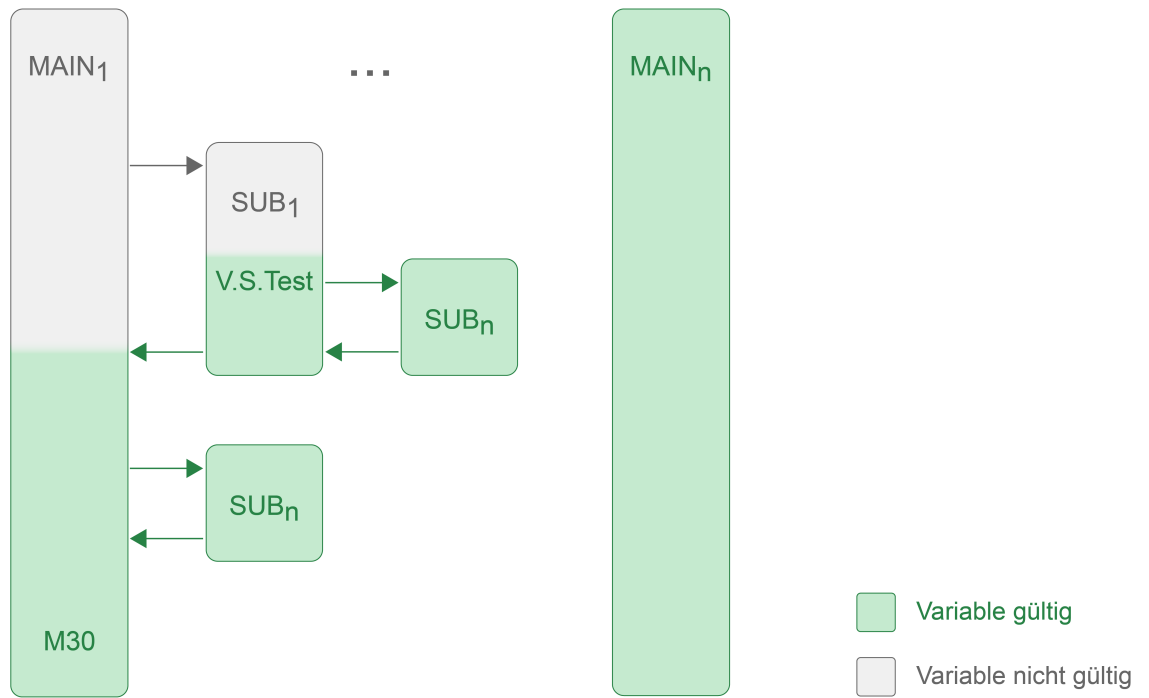 MAIN1
...
MAINn
SUB1
V.S.Test
SUBn
SUBn
M30
Variable gültig
Variable nicht gültig